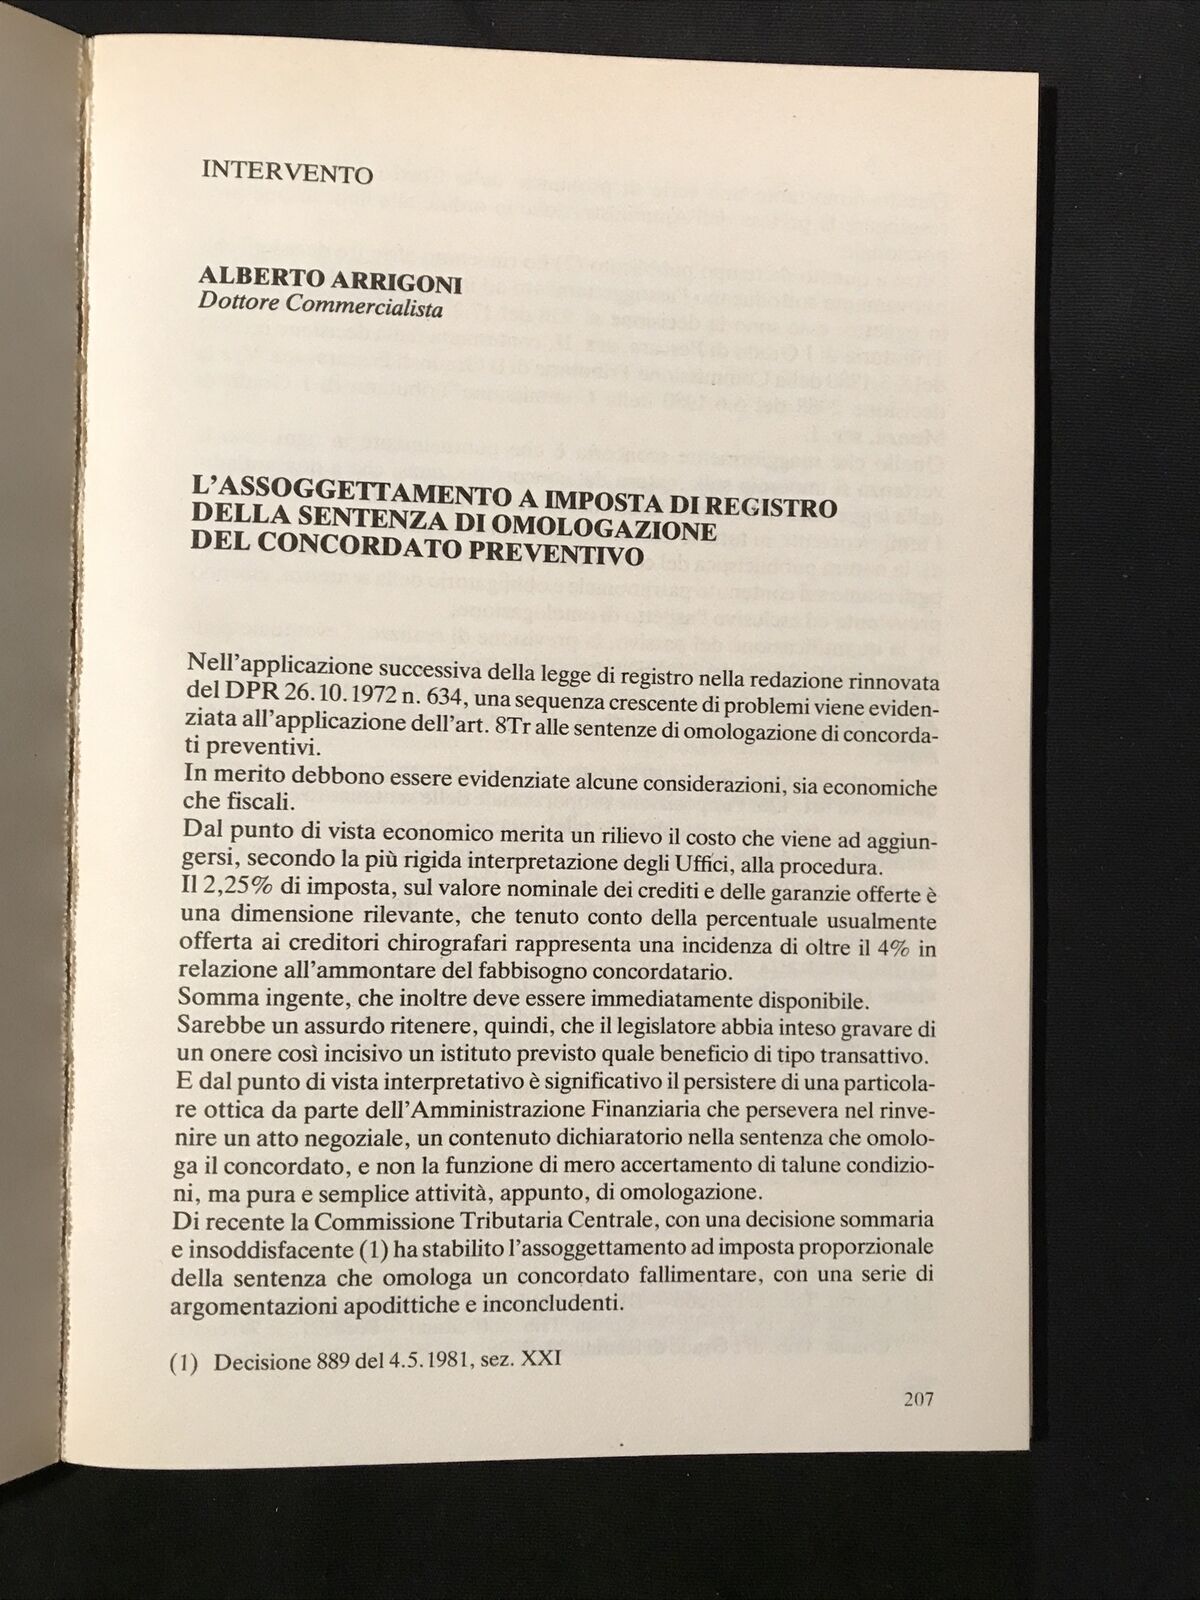 INTERVENTO
ALBERTO ARRIGONI
Dottore Commercialista
L'ASSOGGETTAMENTO A IMPOSTA DI REGISTRO
DELLA SENTENZA DI OMOLOGAZIONE
DEL CONCORDATO PREVENTIVO
Nell'applicazione successiva della legge di registro nella redazione rinnovata
del DPR 26.10.1972 n. 634, una sequenza crescente di problemi viene eviden-
ziata all'applicazione dell'art. 8Tr alle sentenze di omologazione di concorda-
ti preventivi.
In merito debbono essere evidenziate alcune considerazioni, sia economiche
che fiscali.
Dal punto di vista economico merita un rilievo il costo che viene ad aggiun-
gersi, secondo la più rigida interpretazione degli Uffici, alla procedura.
Il 2,25% di imposta, sul valore nominale dei crediti e delle garanzie offerte è
una dimensione rilevante, che tenuto conto della percentuale usualmente
offerta ai creditori chirografari rappresenta una incidenza di oltre il 4% in
relazione all'ammontare del fabbisogno concordatario.
Somma ingente, che inoltre deve essere immediatamente disponibile.
Sarebbe un assurdo ritenere, quindi, che il legislatore abbia inteso gravare di
un onere così incisivo un istituto previsto quale beneficio di tipo transattivo.
E dal punto di vista interpretativo è significativo il persistere di una particola-
re ottica da parte dell'Amministrazione Finanziaria che persevera nel rinve-
nire un atto negoziale, un contenuto dichiaratorio nella sentenza che omolo-
ga il concordato, e non la funzione di mero accertamento di talune condizio-
ni, ma pura e semplice attività, appunto, di omologazione.
Di recente la Commissione Tributaria Centrale, con una decisione sommaria
e insoddisfacente (1) ha stabilito l'assoggettamento ad imposta proporzionale
della sentenza che omologa un concordato fallimentare, con una serie di
argomentazioni apodittiche e inconcludenti.
(1) Decisione 889 del 4.5.1981, sez. XXI
207